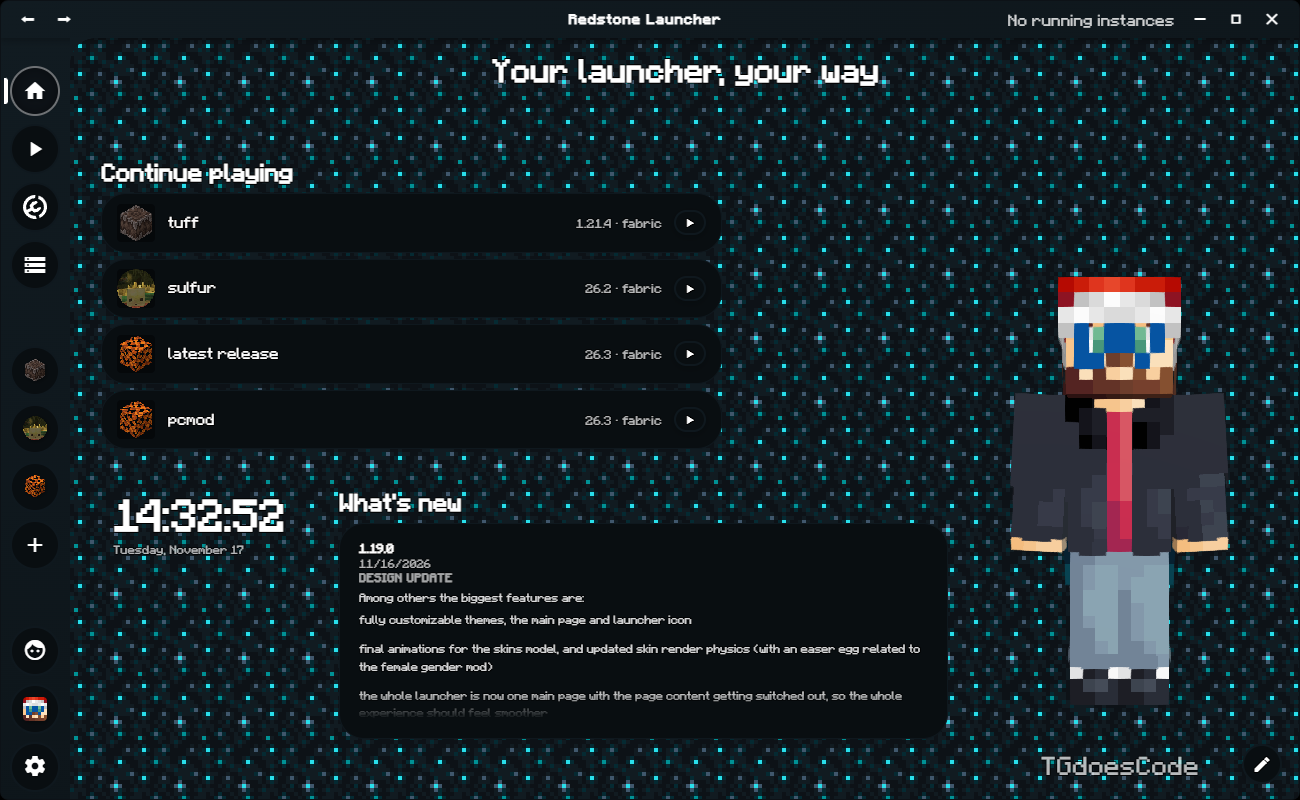 Redstone Launcher
No running instances
Your launcher, your way
Continue playing
tuff
1.21.4 · fabric
sulfur
26.2 · fabric
latest release
26.3 · fabric
pcmod
26.3 · fabric
14:32:52
Tuesday, November 17
What's new
1.19.0
11/16/2026
DESIGN UPDATE
Among others the biggest features are:
fully customizable themes, the main page and launcher icon
final animations for the skins model, and updated skin render physics (with an easer egg related to
the female gender mod)
the whole launcher is now one main page with the page content getting switched out, so the whole
experience should feel smoother
TGdoesCode